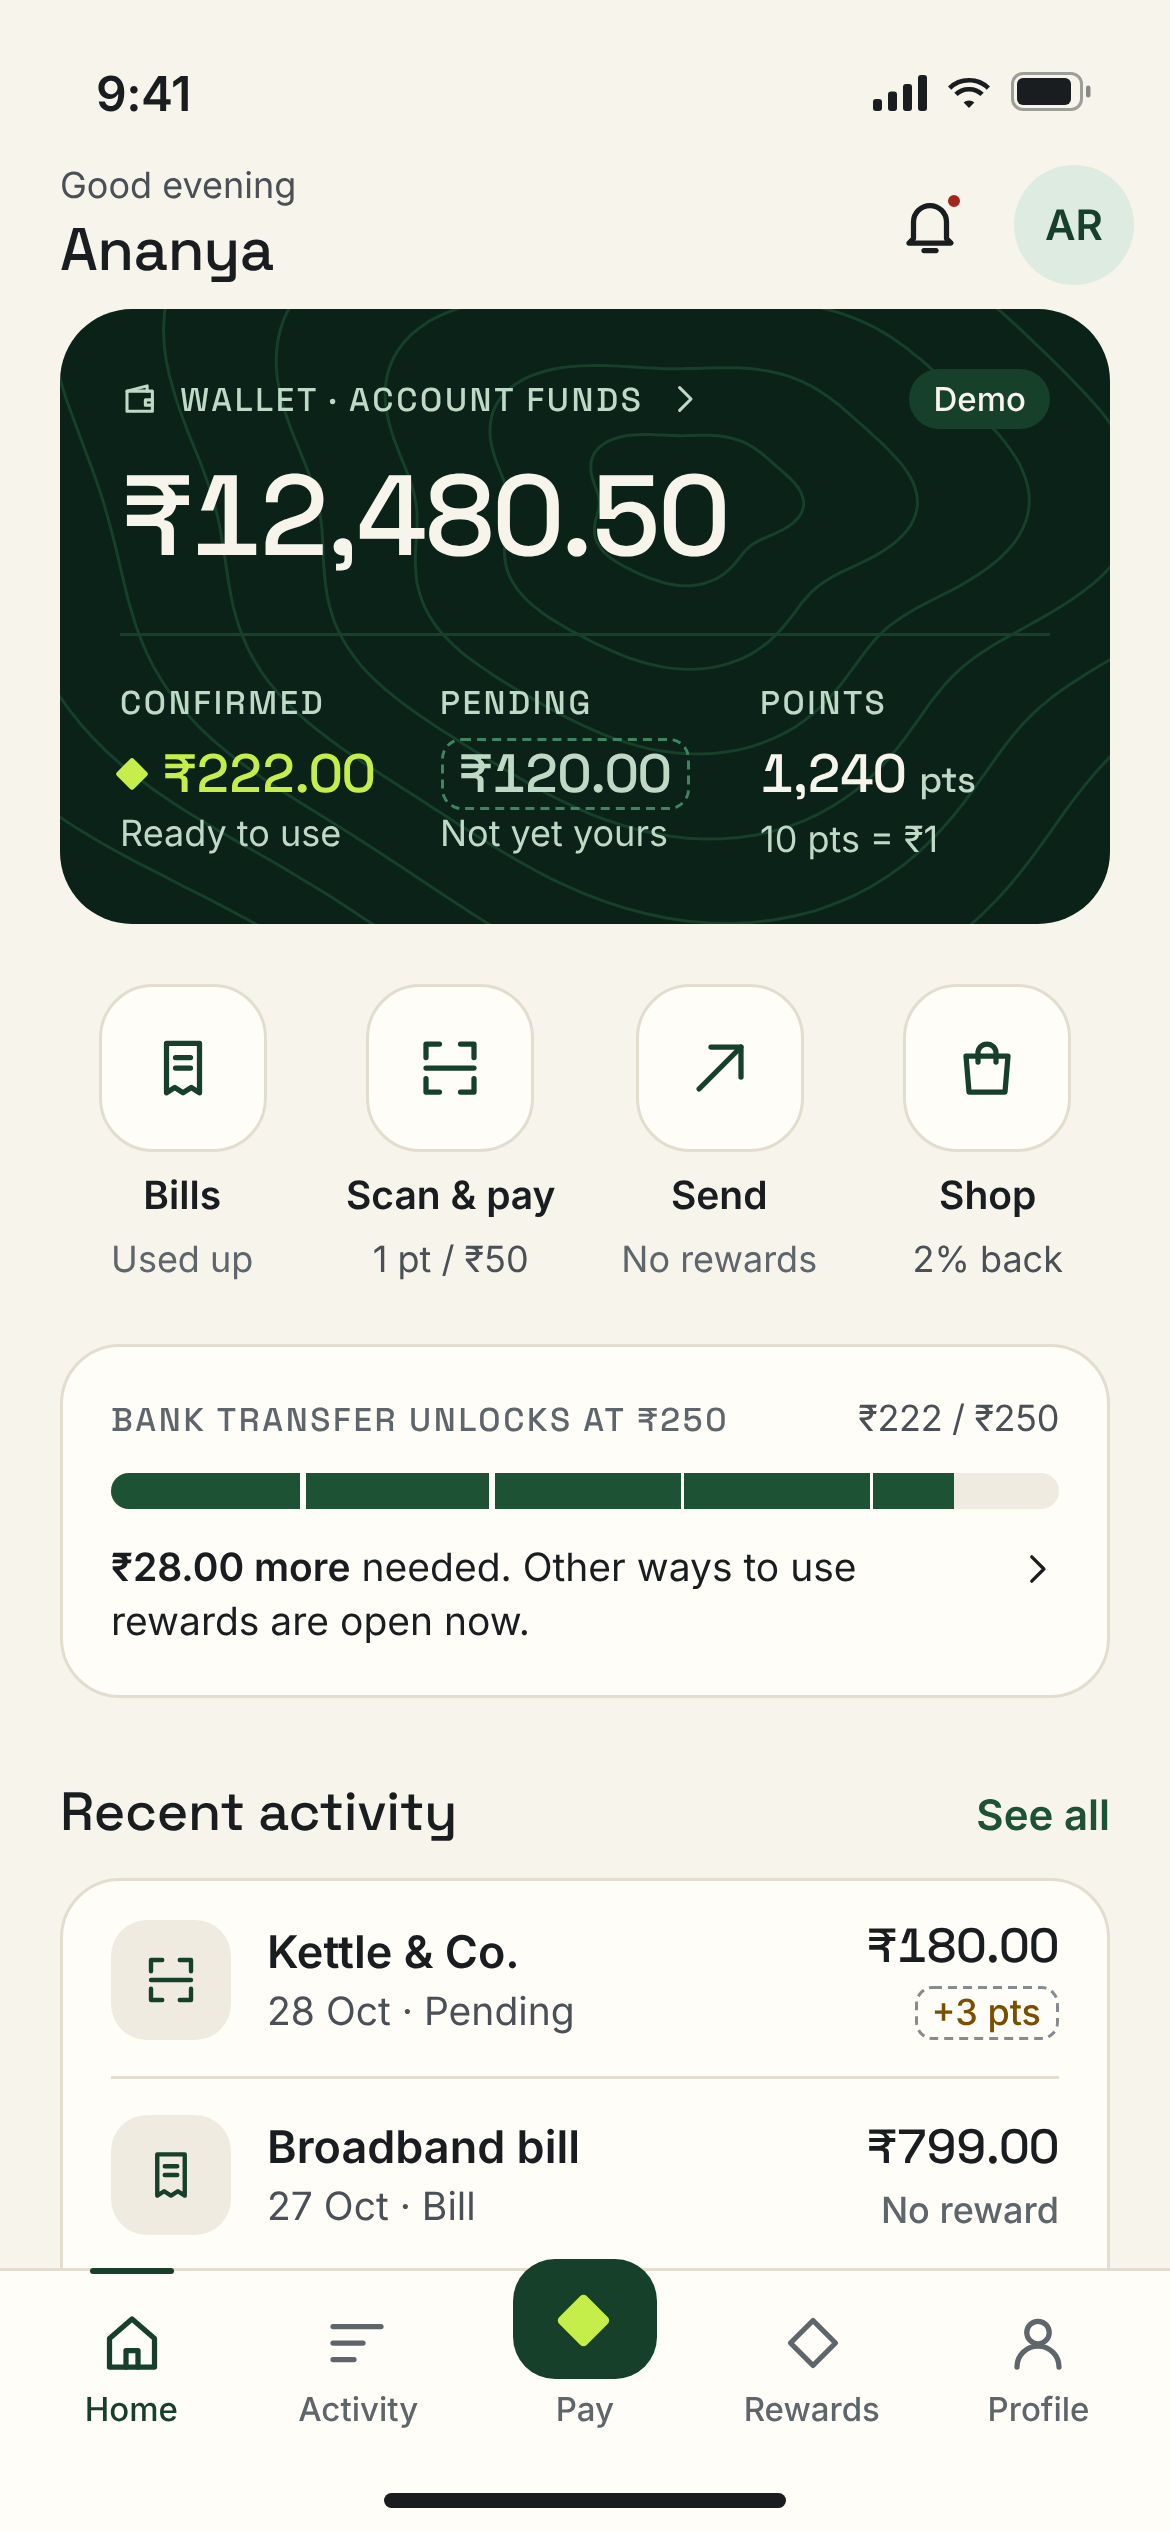 9:41
Good evening
Ananya
AR
WALLET · ACCOUNT FUNDS
Demo
₹12,480.50
CONFIRMED
PENDING
POINTS
₹222.00
₹120.00
1,240 pts
Ready to use
Not yet yours
10 pts = ₹1
Bills
Scan & pay
Send
Shop
Used up
1 pt / ₹50
No rewards
2% back
BANK TRANSFER UNLOCKS AT ₹250
₹222 / ₹250
₹28.00 more needed. Other ways to use
rewards are open now.
Recent activity
See all
Kettle & Co.
₹180.00
28 Oct · Pending
+3 pts
Broadband bill
₹799.00
27 Oct · Bill
No reward
Home
Activity
Pay
Rewards
Profile